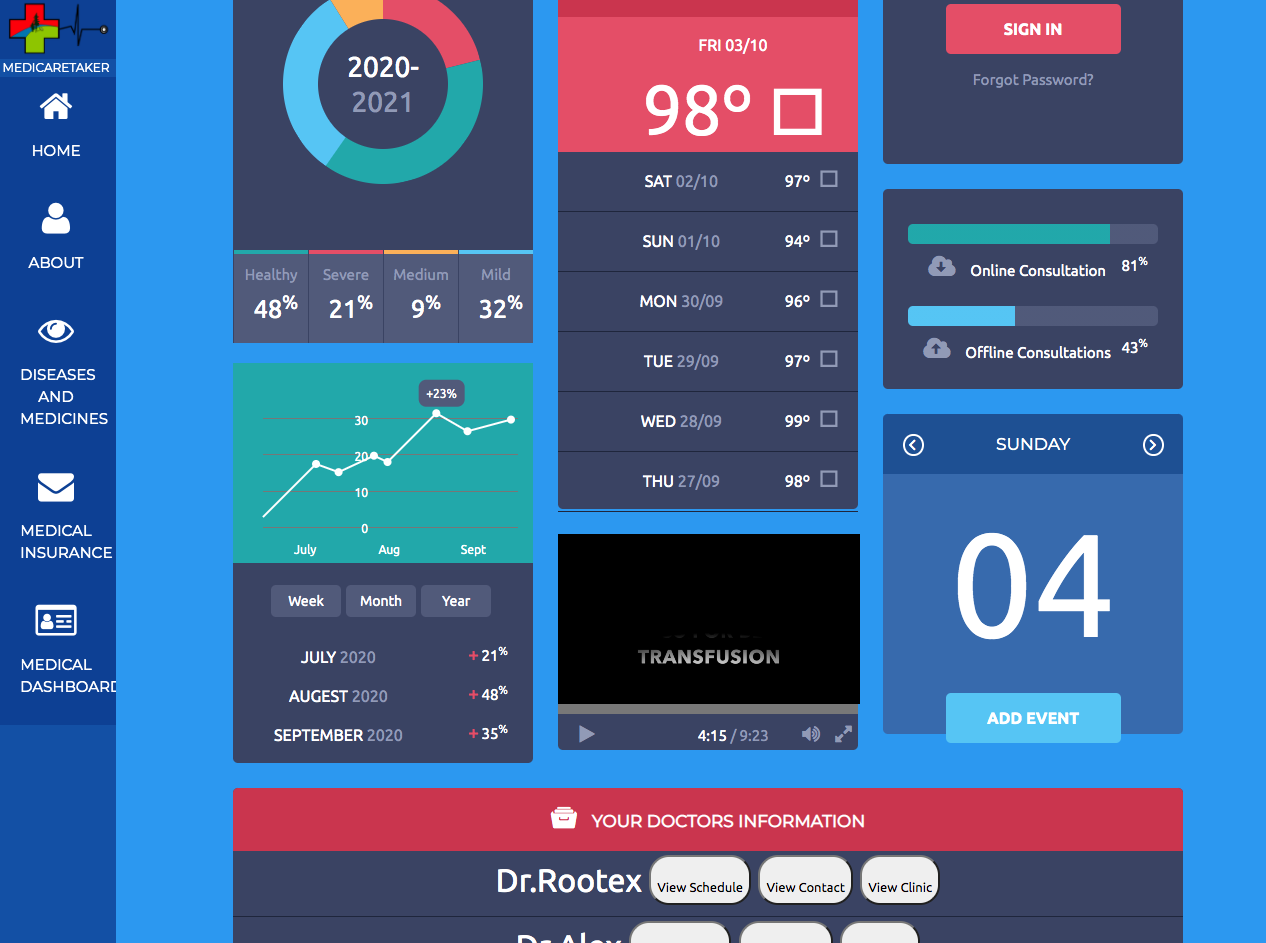 MEDICARETAKER
HOME
ABOUT
DISEASES
AND
MEDICINES
MEDICAL
INSURANCE
MEDICAL
DASHBOARD
2020-
2021
Healthy Severe Medium Mild
48% 21% 9% 32%
+23%
30
20
10
0
July Aug Sept
Week Month Year
JULY 2020 +21%
AUGEST 2020 +48%
SEPTEMBER 2020 +35%
FRI 03/10
98°
SAT 02/10 97°
SUN 01/10 94°
MON 30/09 96°
TUE 29/09 97°
WED 28/09 99°
THU 27/09 98°
TRANSFUSION
4:15 / 9:23
SIGN IN
Forgot Password?
Online Consultation 81%
Offline Consultations 43%
SUNDAY
04
ADD EVENT
YOUR DOCTORS INFORMATION
Dr.Rootex View Schedule View Contact View Clinic
Dr.Alex